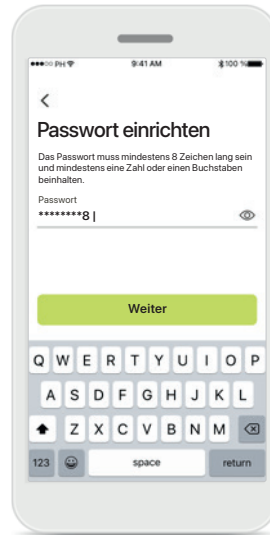 PH 9:41 AM 100 %
Passwort einrichten
Das Passwort muss mindestens 8 Zeichen lang sein
und mindestens eine Zahl oder einen Buchstaben
beinhalten.
Passwort
********8 |
Weiter
Q W E R T Y U I O P
A S D F G H J K L
Z X C V B N M
123 space return